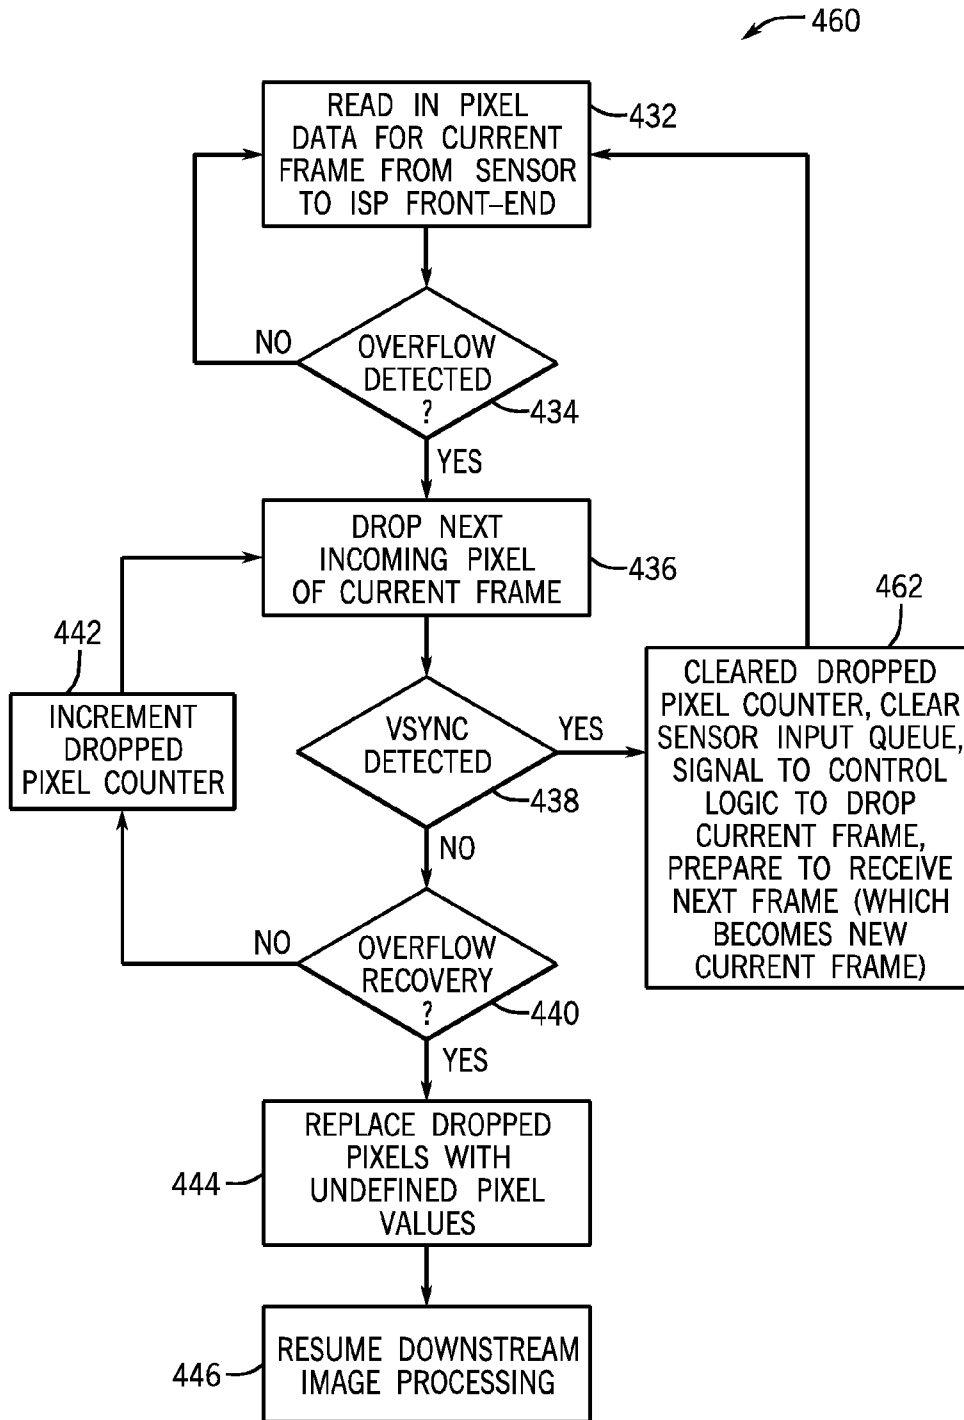 460
READ IN PIXEL
DATA FOR CURRENT
FRAME FROM SENSOR
TO ISP FRONT–END
432
NO
OVERFLOW
DETECTED
?
434
YES
DROP NEXT
INCOMING PIXEL
OF CURRENT FRAME
436
462
442
INCREMENT
DROPPED
PIXEL COUNTER
VSYNC
DETECTED
438
YES
CLEARED DROPPED
PIXEL COUNTER, CLEAR
SENSOR INPUT QUEUE,
SIGNAL TO CONTROL
LOGIC TO DROP
CURRENT FRAME,
PREPARE TO RECEIVE
NEXT FRAME (WHICH
BECOMES NEW
CURRENT FRAME)
NO
NO
OVERFLOW
RECOVERY
?
440
YES
REPLACE DROPPED
PIXELS WITH
UNDEFINED PIXEL
VALUES
444
RESUME DOWNSTREAM
IMAGE PROCESSING
446